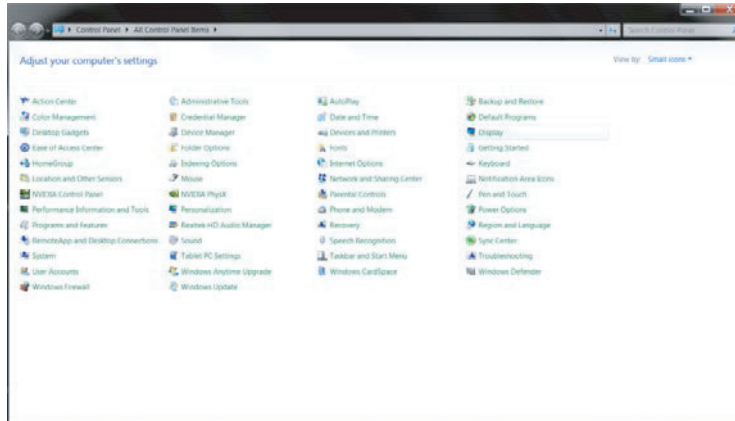 Control Panel All Control Panel Items
Search Control Panel
Adjust your computer's settings
View by: Small icons
Action Center Administrative Tools AutoPlay Backup and Restore
Color Management Credential Manager Date and Time Default Programs
Desktop Gadgets Device Manager Devices and Printers Display
Ease of Access Center Folder Options Fonts Getting Started
HomeGroup Indexing Options Internet Options Keyboard
Location and Other Sensors Mouse Network and Sharing Center Notification Area Icons
NVIDIA Control Panel NVIDIA PhysX Parental Controls Pen and Touch
Performance Information and Tools Personalization Phone and Modem Power Options
Programs and Features Realtek HD Audio Manager Recovery Region and Language
RemoteApp and Desktop Connections Sound Speech Recognition Sync Center
System Tablet PC Settings Taskbar and Start Menu Troubleshooting
User Accounts Windows Anytime Upgrade Windows CardSpace Windows Defender
Windows Firewall Windows Update